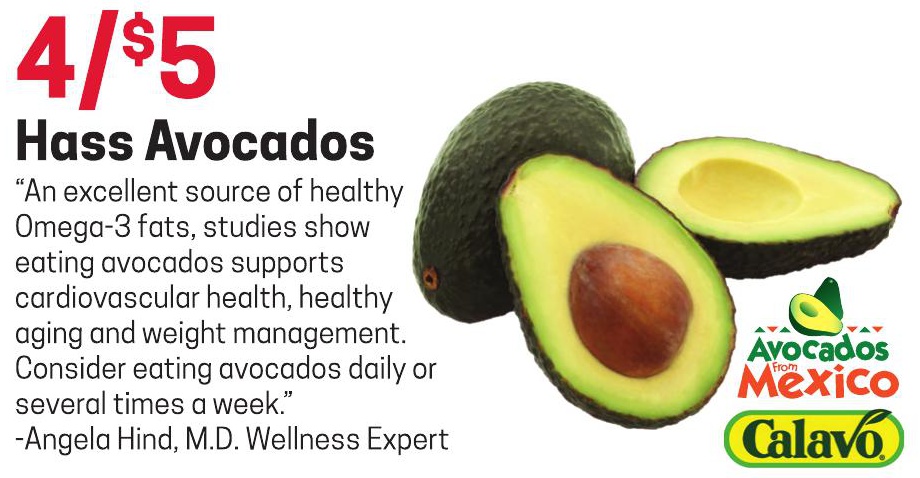 4/$5
Hass Avocados
“An excellent source of healthy
Omega-3 fats, studies show
eating avocados supports
cardiovascular health, healthy
aging and weight management.
Consider eating avocados daily or
several times a week.”
-Angela Hind, M.D. Wellness Expert
Avocados
From
Mexico
Calavo